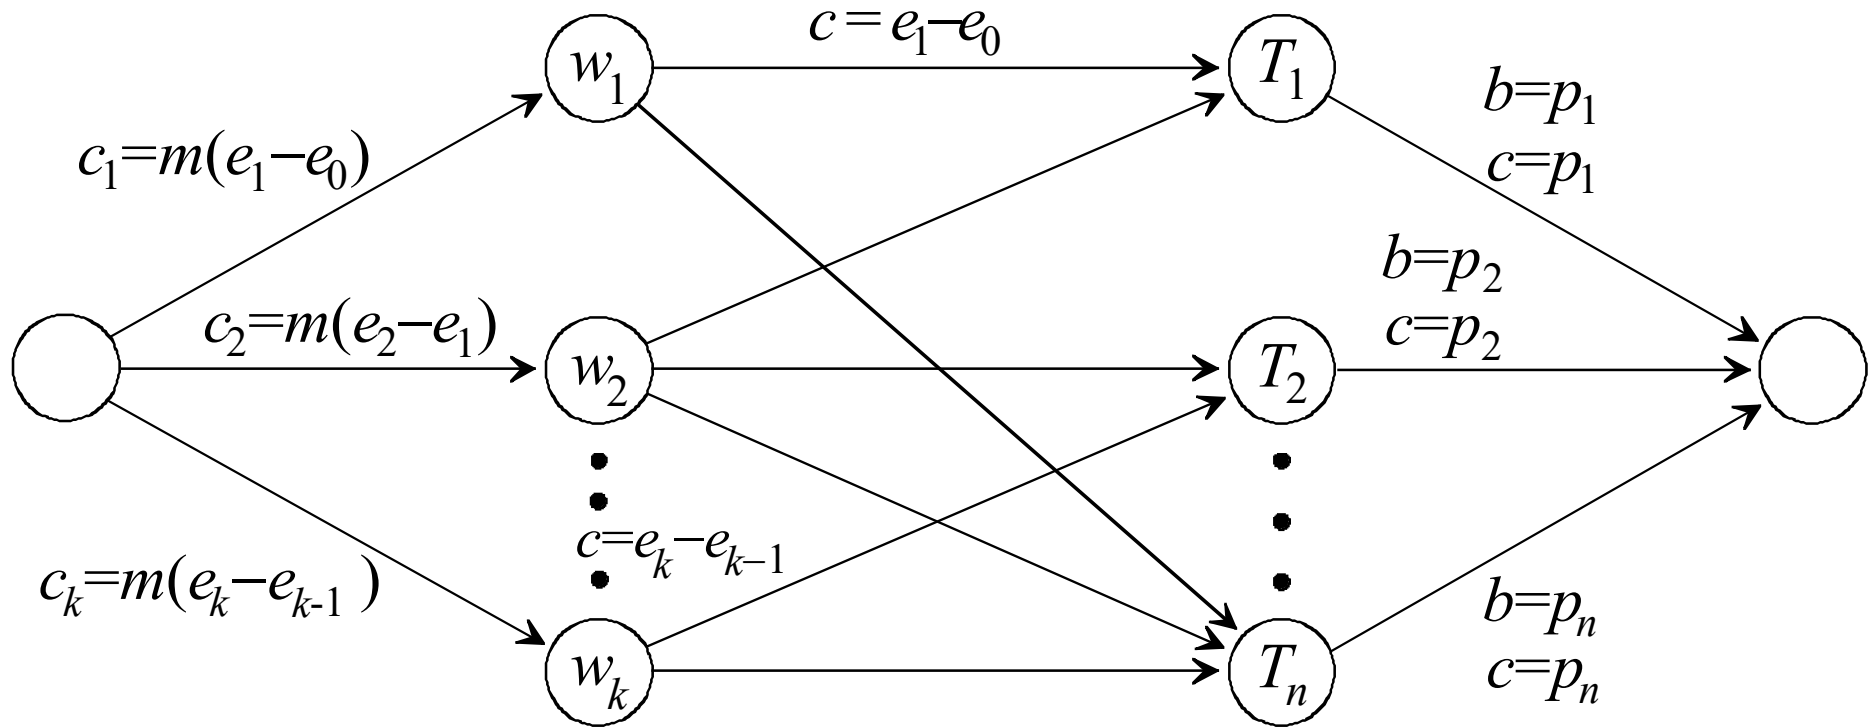 w₁
c = e₁−e₀
T₁
b=p₁
c=p₁
c₁=m(e₁−e₀)
c₂=m(e₂−e₁)
w₂
T₂
b=p₂
c=p₂
c=eₖ−eₖ₋₁
cₖ=m(eₖ−eₖ₋₁ )
wₖ
Tₙ
b=pₙ
c=pₙ